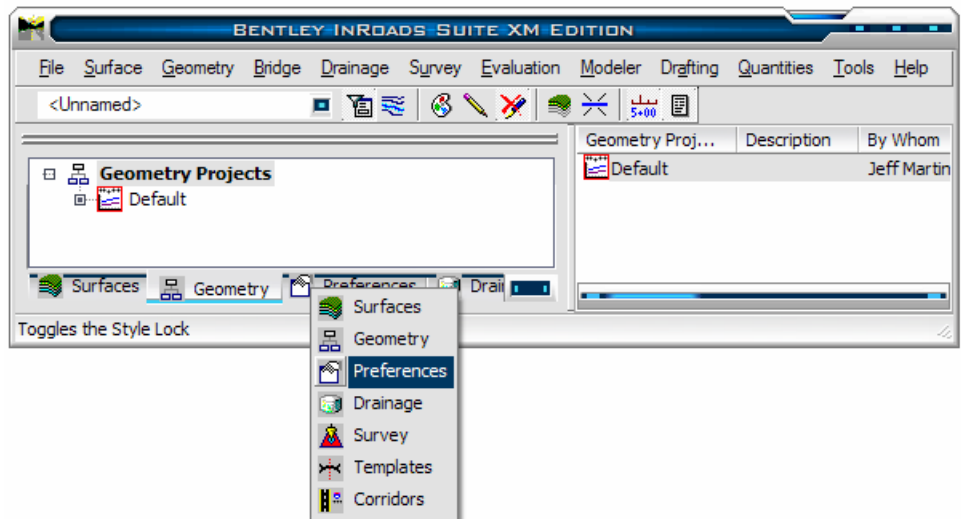 BENTLEY INROADS SUITE XM EDITION
File Surface Geometry Bridge Drainage Survey Evaluation Modeler Drafting Quantities Tools Help
<Unnamed>
5+00
Geometry Proj... Description By Whom
Default Jeff Martin
Geometry Projects
Default
Surfaces Geometry Preferences Drai
Toggles the Style Lock
Surfaces
Geometry
Preferences
Drainage
Survey
Templates
Corridors